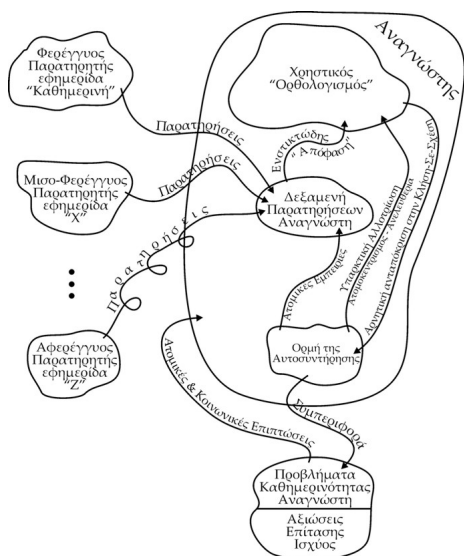 Φερέγγυος
Παρατηρητής
εφημερίδα
“Καθημερινή”
Μισο-Φερέγγυος
Παρατηρητής
εφημερίδα
“Χ”
Αφερέγγυος
Παρατηρητής
εφημερίδα
“Ζ”
Παρατηρήσεις
Παρατηρήσεις
Παρατηρήσεις
Αναγνώστης
Χρηστικός
“Ορθολογισμός”
Ενστικτώδης
“Απόφαση”
Δεξαμενή
Παρατηρήσεων
Αναγνώστη
Ατομικές Εμπειρίες
Υπαρκτική Αλλοτρίωση
Ατομοκεντρισμος - Ανελευθερία
Αρνητική ανταπόκριση στην Κλήση-Σε-Σχέση
Ορμή της
Αυτοσυντήρησης
Ατομικές & Κοινωνικές Επιπτώσεις
Συμπεριφορά
Προβλήματα
Καθημερινότητας
Αναγνώστη
Αξιώσεις
Επίτασης
Ισχύος